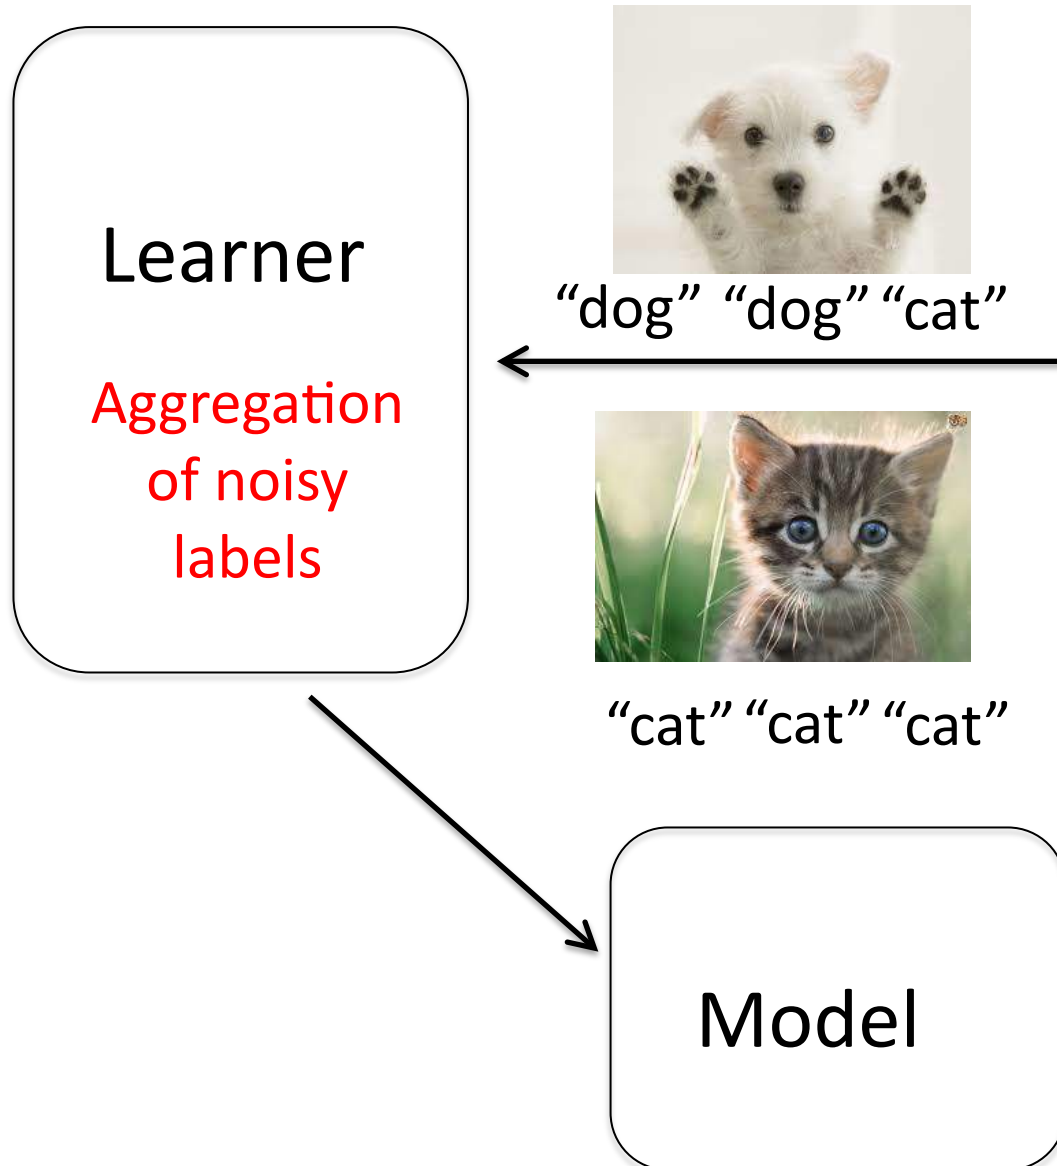 Learner
Aggregation
of noisy
labels
“dog” “dog” “cat”
“cat” “cat” “cat”
Model